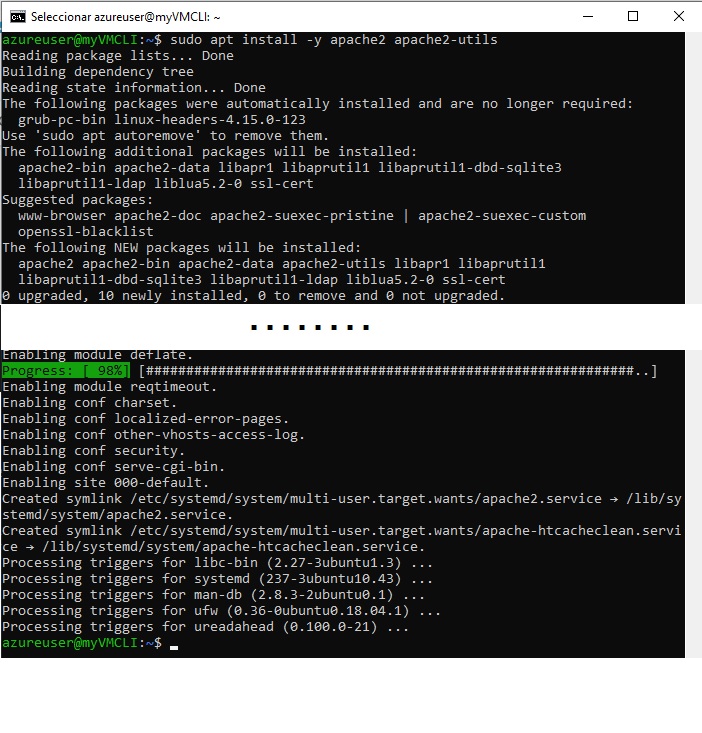 Seleccionar azureuser@myVMCLI: ~
azureuser@myVMCLI:~$ sudo apt install -y apache2 apache2-utils
Reading package lists... Done
Building dependency tree
Reading state information... Done
The following packages were automatically installed and are no longer required:
  grub-pc-bin linux-headers-4.15.0-123
Use 'sudo apt autoremove' to remove them.
The following additional packages will be installed:
  apache2-bin apache2-data libapr1 libaprutil1 libaprutil1-dbd-sqlite3
  libaprutil1-ldap liblua5.2-0 ssl-cert
Suggested packages:
  www-browser apache2-doc apache2-suexec-pristine | apache2-suexec-custom
  openssl-blacklist
The following NEW packages will be installed:
  apache2 apache2-bin apache2-data apache2-utils libapr1 libaprutil1
  libaprutil1-dbd-sqlite3 libaprutil1-ldap liblua5.2-0 ssl-cert
0 upgraded, 10 newly installed, 0 to remove and 0 not upgraded.
........
Enabling module deflate.
Progress: [ 98%] [#############################################################..]
Enabling module reqtimeout.
Enabling conf charset.
Enabling conf localized-error-pages.
Enabling conf other-vhosts-access-log.
Enabling conf security.
Enabling conf serve-cgi-bin.
Enabling site 000-default.
Created symlink /etc/systemd/system/multi-user.target.wants/apache2.service → /lib/sy
stemd/system/apache2.service.
Created symlink /etc/systemd/system/multi-user.target.wants/apache-htcacheclean.servi
ce → /lib/systemd/system/apache-htcacheclean.service.
Processing triggers for libc-bin (2.27-3ubuntu1.3) ...
Processing triggers for systemd (237-3ubuntu10.43) ...
Processing triggers for man-db (2.8.3-2ubuntu0.1) ...
Processing triggers for ufw (0.36-0ubuntu0.18.04.1) ...
Processing triggers for ureadahead (0.100.0-21) ...
azureuser@myVMCLI:~$